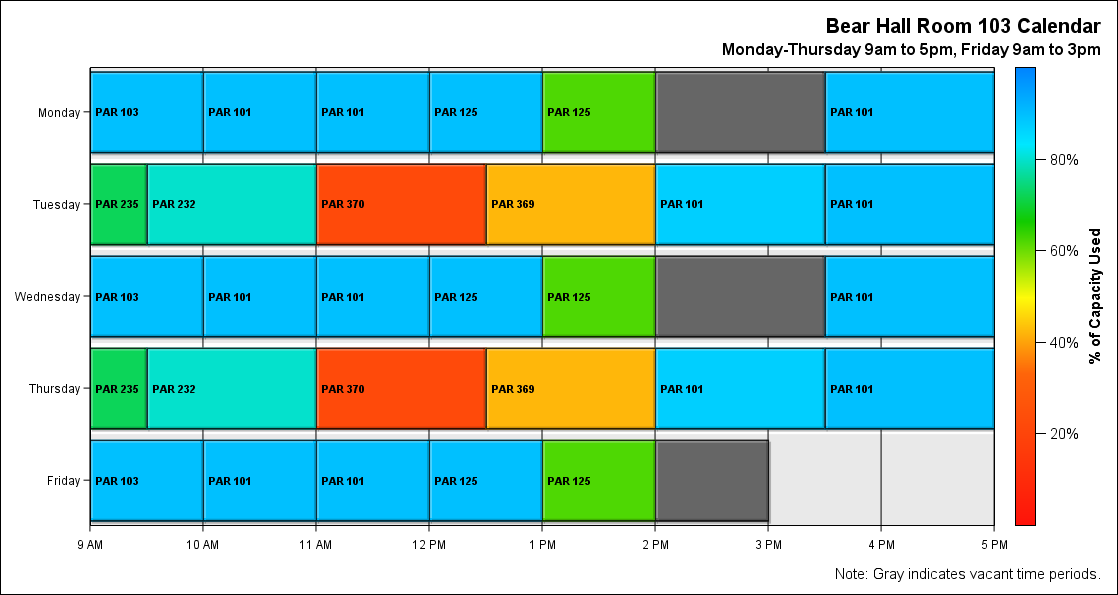 Bear Hall Room 103 Calendar
Monday-Thursday 9am to 5pm, Friday 9am to 3pm
Monday PAR 103 PAR 101 PAR 101 PAR 125 PAR 125 PAR 101
Tuesday PAR 235 PAR 232 PAR 370 PAR 369 PAR 101 PAR 101
Wednesday PAR 103 PAR 101 PAR 101 PAR 125 PAR 125 PAR 101
Thursday PAR 235 PAR 232 PAR 370 PAR 369 PAR 101 PAR 101
Friday PAR 103 PAR 101 PAR 101 PAR 125 PAR 125
9 AM 10 AM 11 AM 12 PM 1 PM 2 PM 3 PM 4 PM 5 PM
80%
60%
40%
20%
% of Capacity Used
Note: Gray indicates vacant time periods.